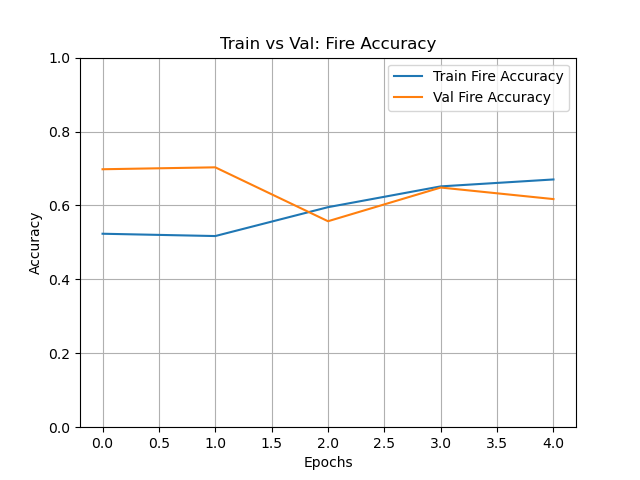 Train vs Val: Fire Accuracy
1.0
Train Fire Accuracy
Val Fire Accuracy
0.8
0.6
Accuracy
0.4
0.2
0.0
0.0 0.5 1.0 1.5 2.0 2.5 3.0 3.5 4.0
Epochs